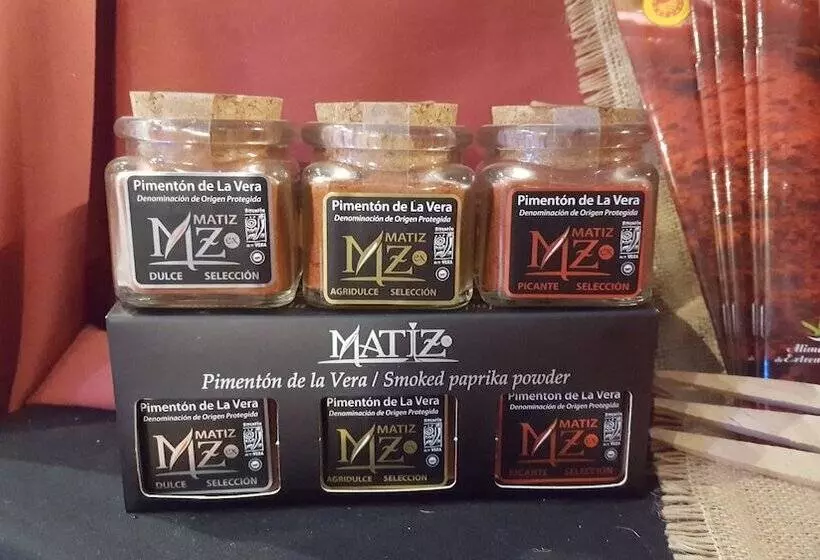 Pimentón de La Vera
Denominación de Origen Protegida
MATIZ
MZ
DULCE SELECCIÓN
Pimentón de La Vera
Denominación de Origen Protegida
MATIZ
MZ
AGRIDULCE SELECCIÓN
Pimentón de La Vera
Denominación de Origen Protegida
MATIZ
MZ
PICANTE SELECCIÓN
MATIZ
Pimentón de la Vera / Smoked paprika powder
Pimentón de La Vera
Denominación de Origen Protegida
MATIZ
MZ
DULCE SELECCIÓN
Pimentón de La Vera
Denominación de Origen Protegida
MATIZ
MZ
AGRIDULCE SELECCIÓN
Pimentón de La Vera
Denominación de Origen Protegida
MATIZ
MZ
PICANTE SELECCIÓN